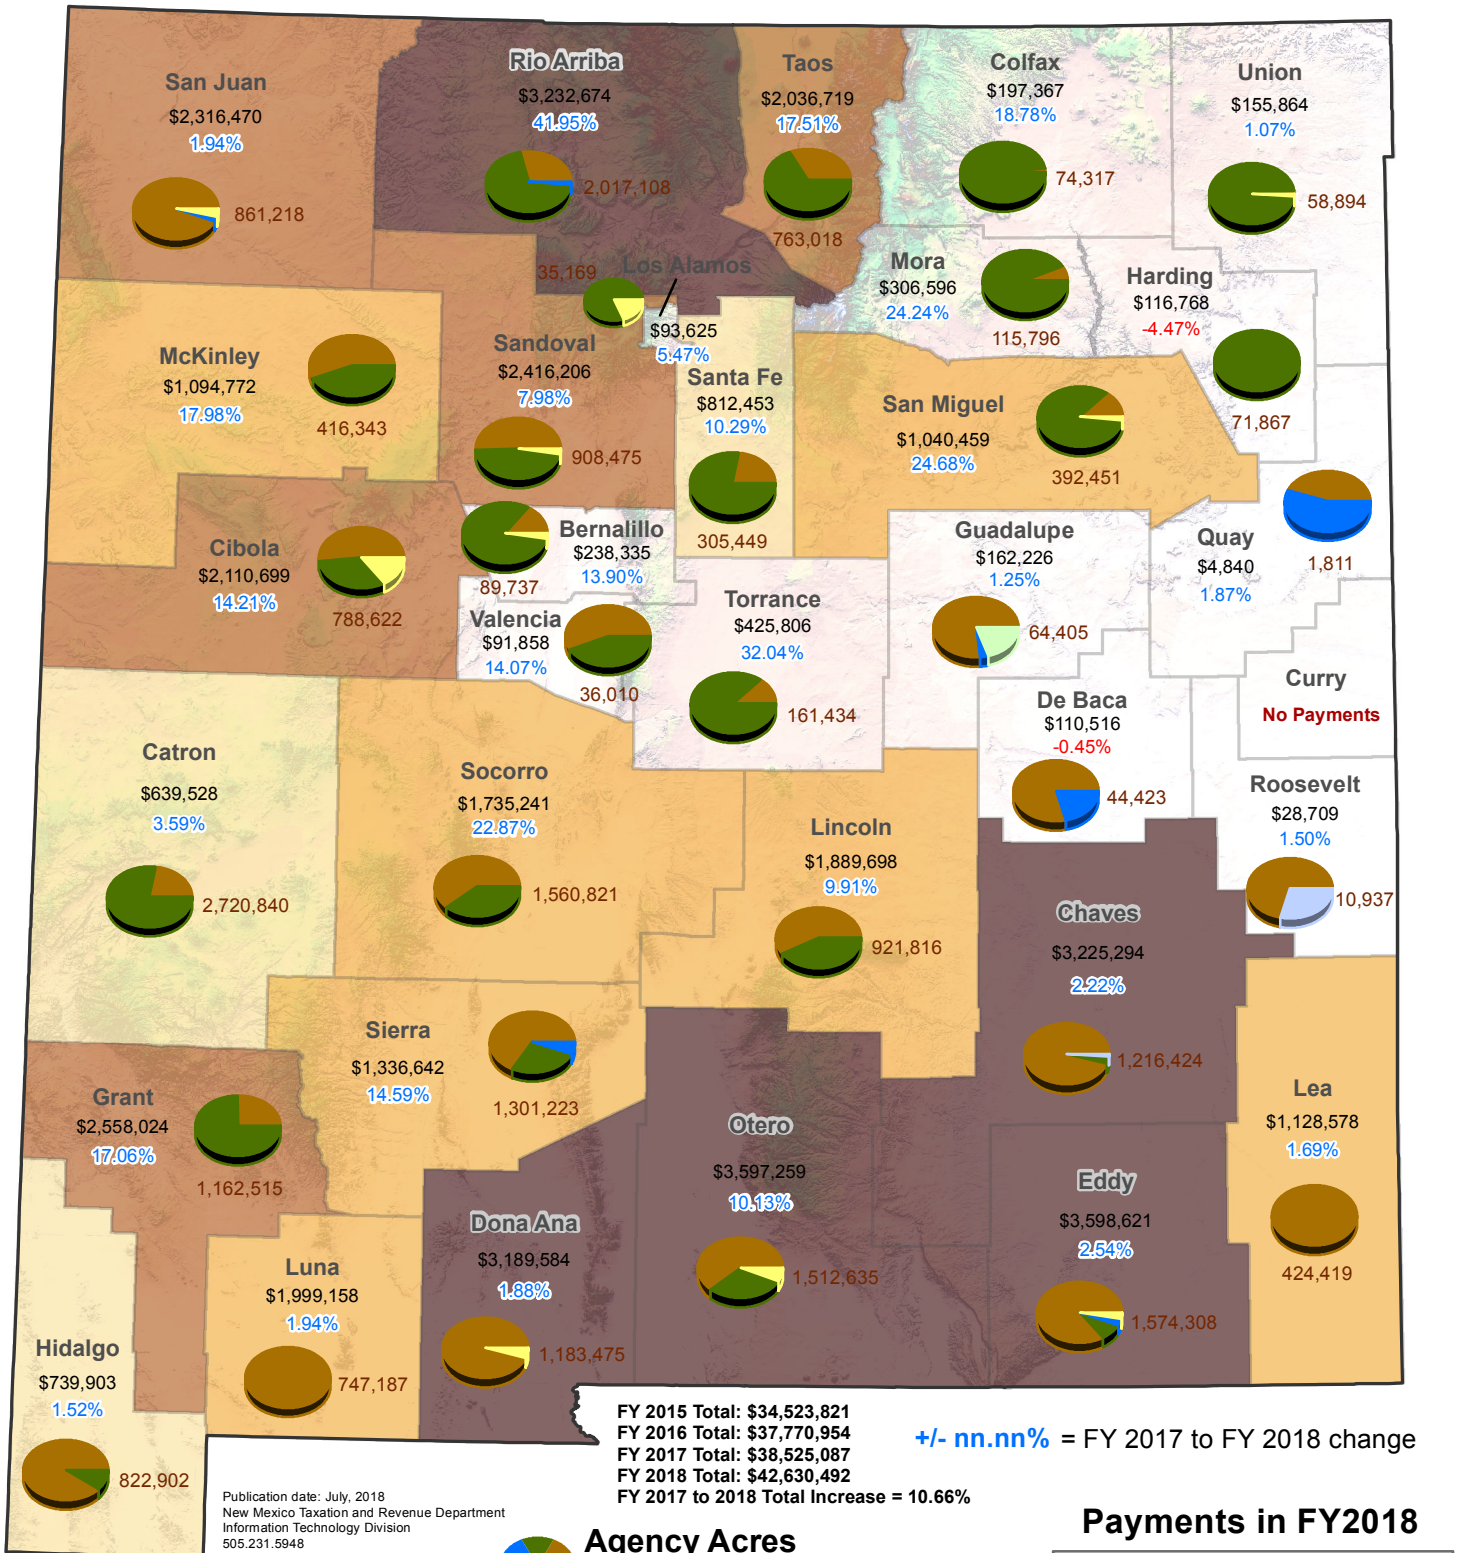 San Juan
$2,316,470
1.94%
861,218
Rio Arriba
$3,232,674
41.95%
2,017,108
Taos
$2,036,719
17.51%
763,018
Colfax
$197,367
18.78%
74,317
Union
$155,864
1.07%
58,894
Mora
$306,596
24.24%
115,796
Harding
$116,768
-4.47%
71,867
35,169
Los Alamos
$93,625
5.47%
McKinley
$1,094,772
17.98%
416,343
Sandoval
$2,416,206
7.98%
908,475
Santa Fe
$812,453
10.29%
305,449
San Miguel
$1,040,459
24.68%
392,451
Cibola
$2,110,699
14.21%
788,622
Bernalillo
$238,335
13.90%
89,737
Valencia
$91,858
14.07%
36,010
Torrance
$425,806
32.04%
161,434
Guadalupe
$162,226
1.25%
64,405
Quay
$4,840
1.87%
1,811
Curry
No Payments
De Baca
$110,516
-0.45%
44,423
Roosevelt
$28,709
1.50%
10,937
Catron
$639,528
3.59%
2,720,840
Socorro
$1,735,241
22.87%
1,560,821
Lincoln
$1,889,698
9.91%
921,816
Chaves
$3,225,294
2.22%
1,216,424
Sierra
$1,336,642
14.59%
1,301,223
Grant
$2,558,024
17.06%
1,162,515
Otero
$3,597,259
10.13%
1,512,635
Eddy
$3,598,621
2.54%
1,574,308
Lea
$1,128,578
1.69%
424,419
Dona Ana
$3,189,584
1.88%
1,183,475
Luna
$1,999,158
1.94%
747,187
Hidalgo
$739,903
1.52%
822,902
FY 2015 Total: $34,523,821
FY 2016 Total: $37,770,954
FY 2017 Total: $38,525,087
FY 2018 Total: $42,630,492
FY 2017 to 2018 Total Increase = 10.66%
+/- nn.nn% = FY 2017 to FY 2018 change
Publication date: July, 2018
New Mexico Taxation and Revenue Department
Information Technology Division
505.231.5948
Agency Acres
Payments in FY2018